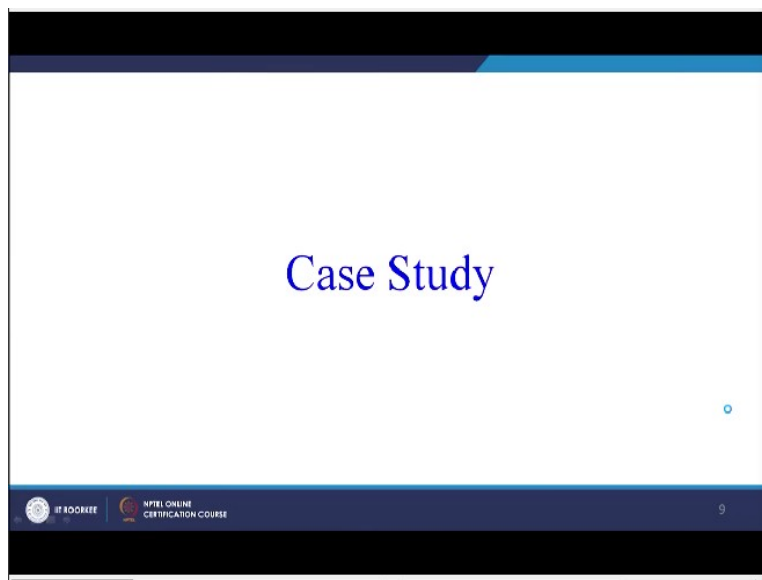 Case Study
IIT ROORKEE
NPTEL ONLINE
CERTIFICATION COURSE
9